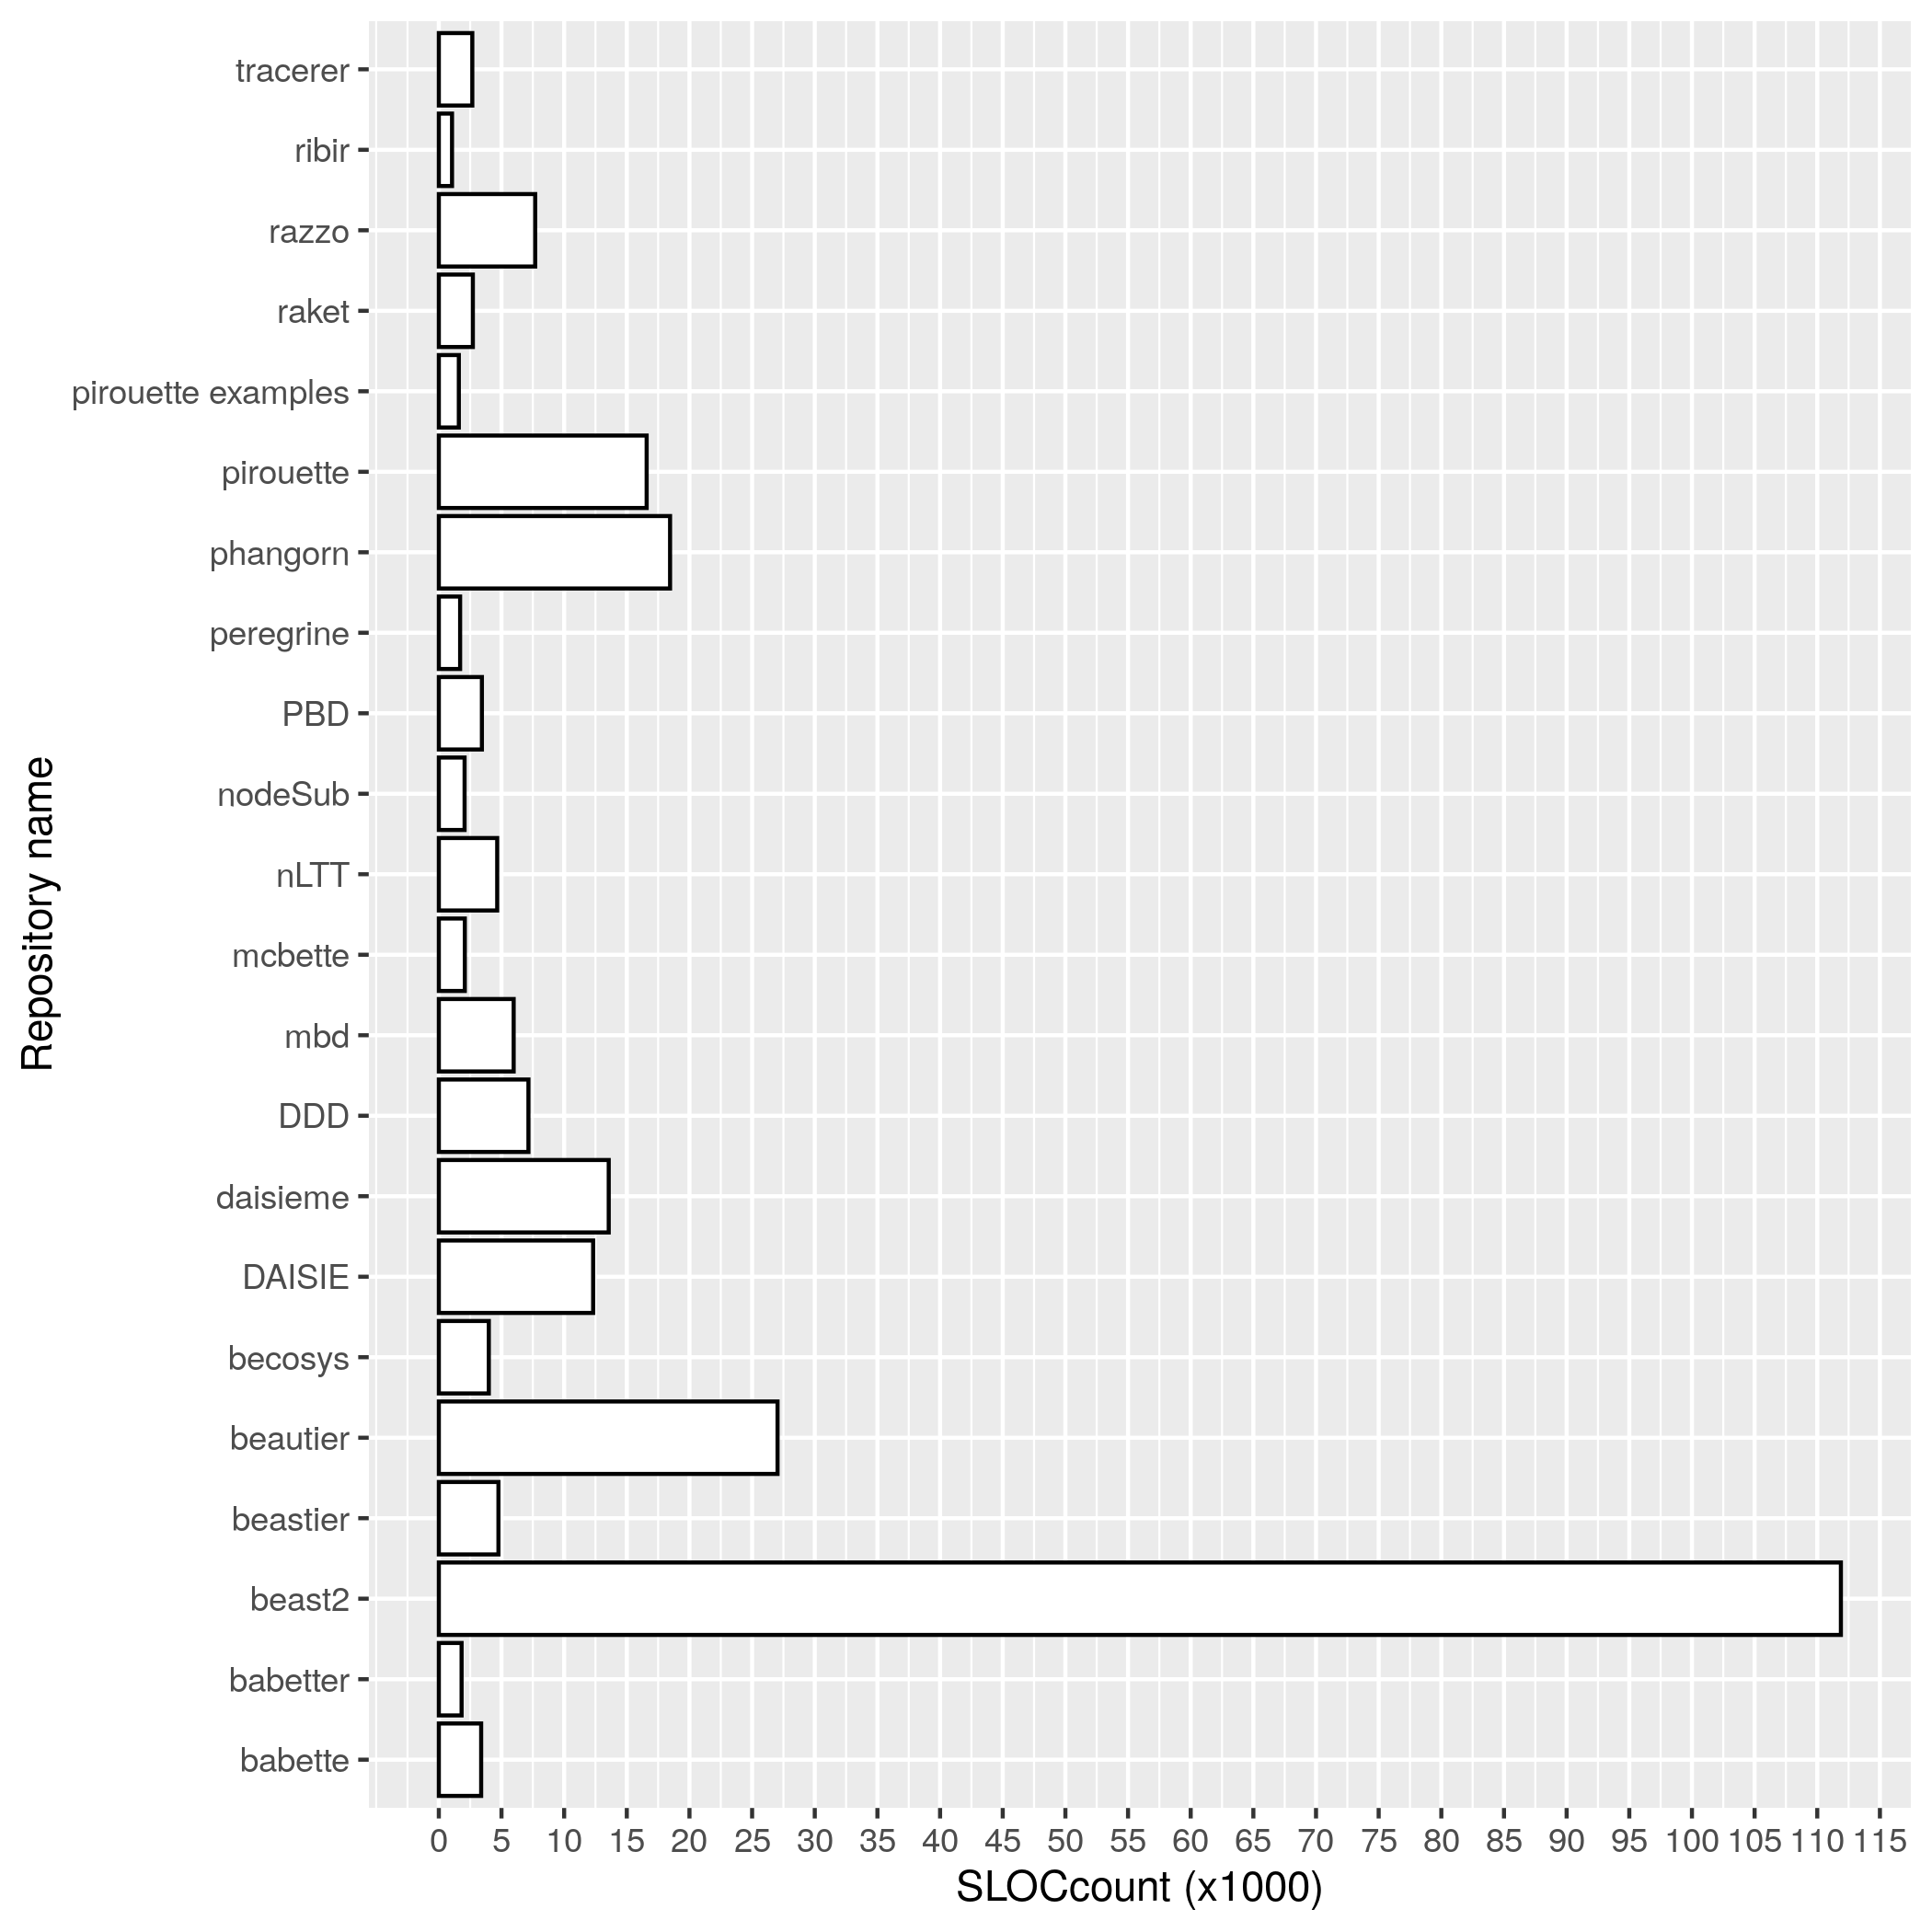 tracerer
ribir
razzo
raket
pirouette examples
pirouette
phangorn
peregrine
PBD
nodeSub
nLTT
mcbette
mbd
DDD
daisieme
DAISIE
becosys
beautier
beastier
beast2
babetter
babette
Repository name
0 5 10 15 20 25 30 35 40 45 50 55 60 65 70 75 80 85 90 95 100 105 110 115
SLOCcount (x1000)